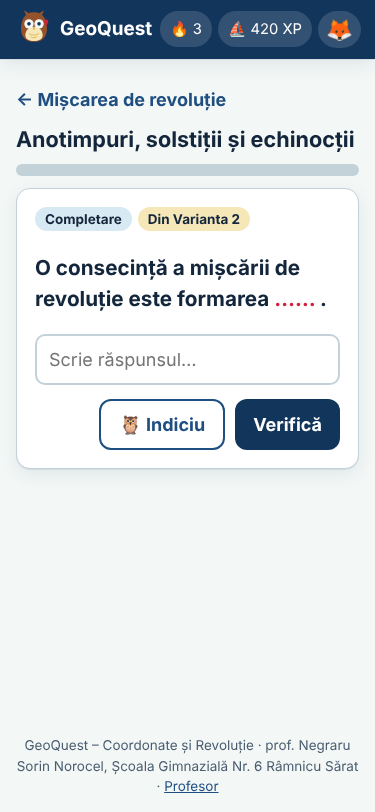 GeoQuest 🔥 3 ⛵ 420 XP
← Mișcarea de revoluție
Anotimpuri, solstiții și echinocții
Completare Din Varianta 2
O consecință a mișcării de
revoluție este formarea ...... .
Scrie răspunsul...
Indiciu Verifică
GeoQuest – Coordonate și Revoluție · prof. Negraru
Sorin Norocel, Școala Gimnazială Nr. 6 Râmnicu Sărat
· Profesor